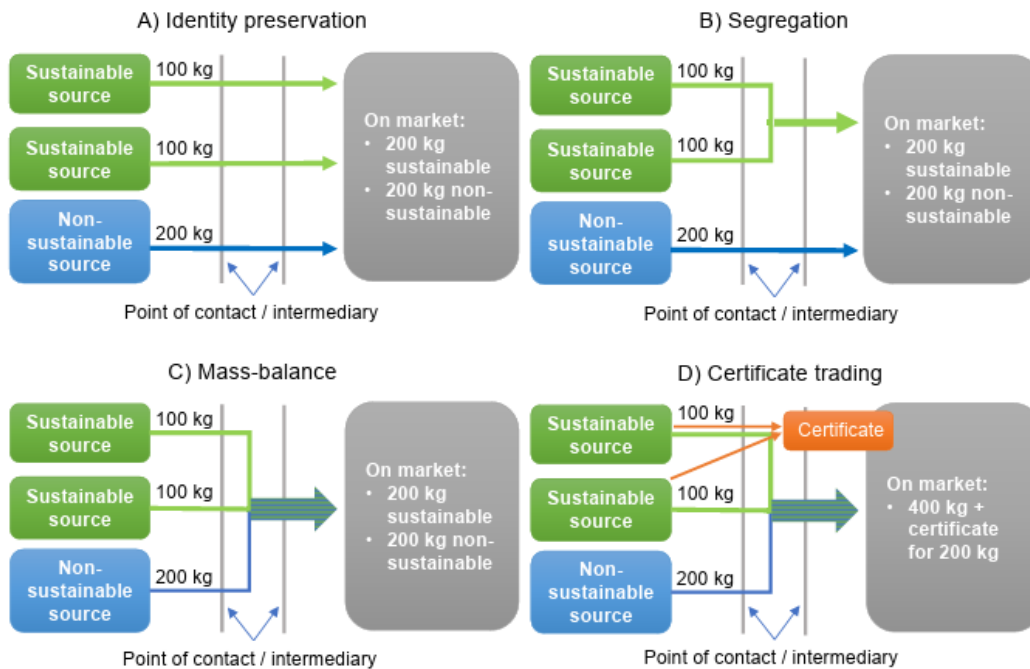 A) Identity preservation
Sustainable
source
100 kg
Sustainable
source
100 kg
Non-
sustainable
source
200 kg
On market:
• 200 kg
sustainable
• 200 kg non-
sustainable
Point of contact / intermediary
B) Segregation
Sustainable
source
100 kg
Sustainable
source
100 kg
Non-
sustainable
source
200 kg
On market:
• 200 kg
sustainable
• 200 kg non-
sustainable
Point of contact / intermediary
C) Mass-balance
Sustainable
source
100 kg
Sustainable
source
100 kg
Non-
sustainable
source
200 kg
On market:
• 200 kg
sustainable
• 200 kg non-
sustainable
Point of contact / intermediary
D) Certificate trading
Sustainable
source
100 kg
Certificate
Sustainable
source
100 kg
Non-
sustainable
source
200 kg
On market:
• 400 kg +
certificate
for 200 kg
Point of contact / intermediary